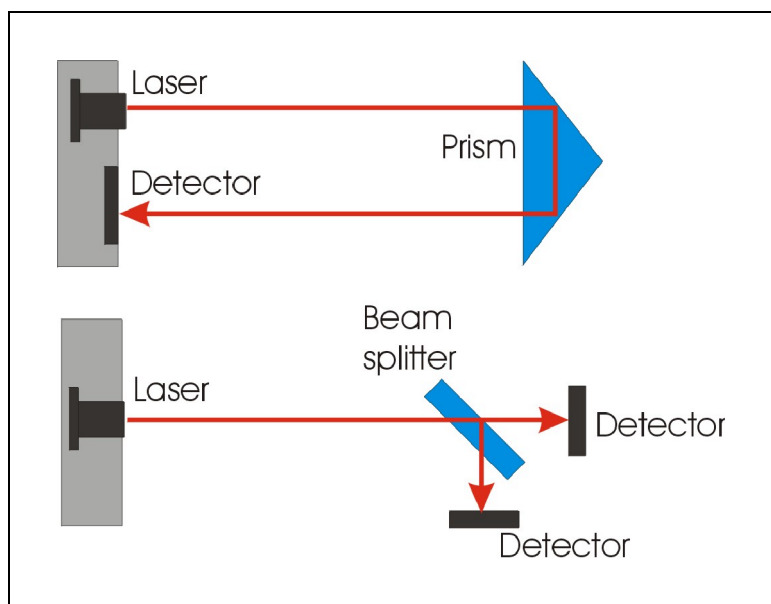 Laser
Prism
Detector
Beam
splitter
Laser
Detector
Detector